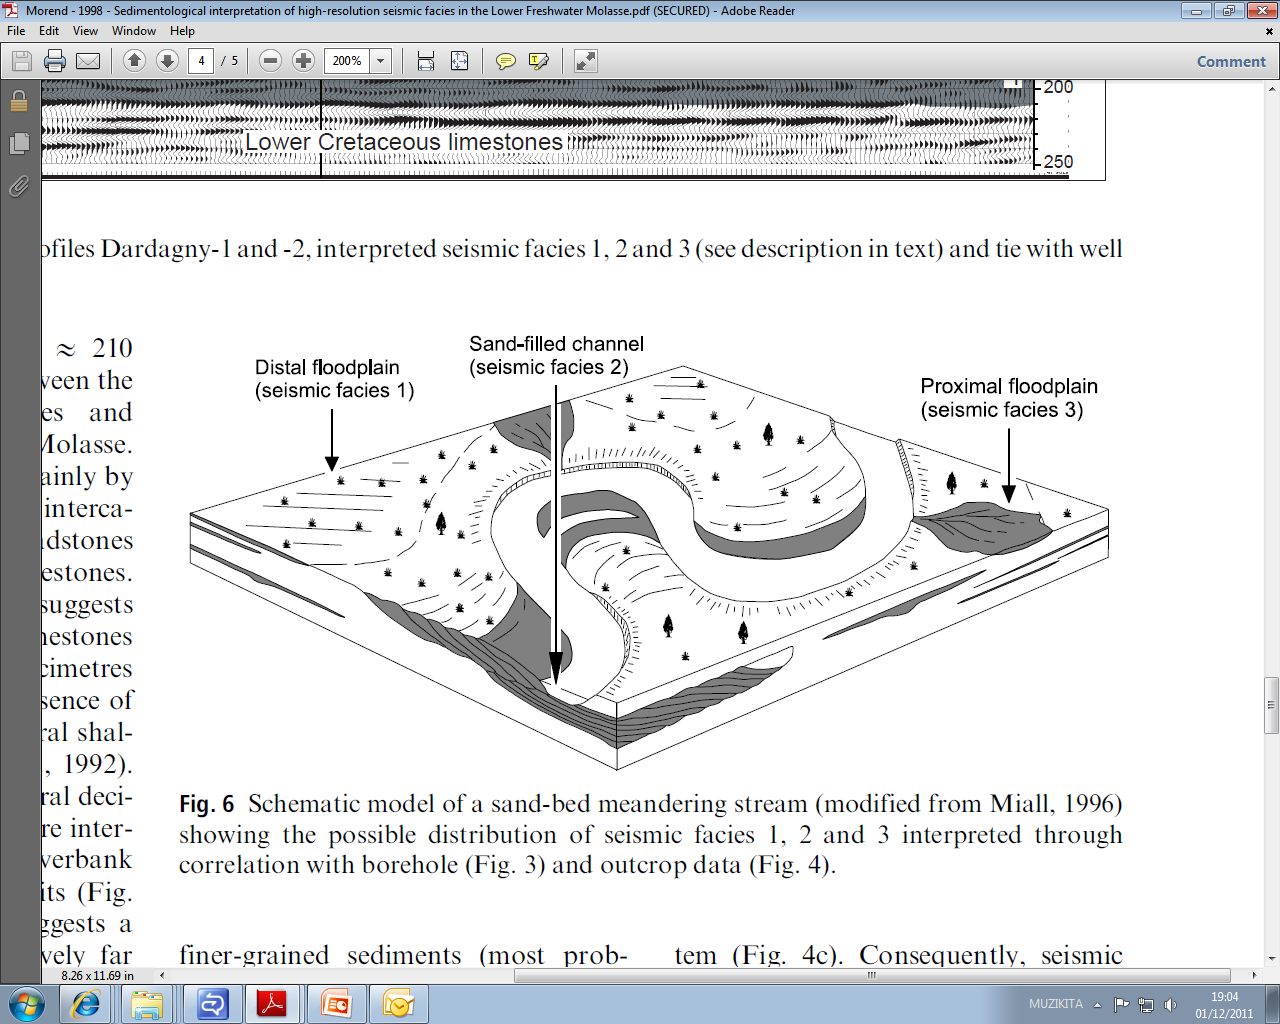 Morend - 1998 - Sedimentological interpretation of high-resolution seismic facies in the Lower Freshwater Molasse.pdf (SECURED) - Adobe Reader
File Edit View Window Help
4 / 5 200% Comment
200
Lower Cretaceous limestones
250
ofiles Dardagny-1 and -2, interpreted seismic facies 1, 2 and 3 (see description in text) and tie with well
≈ 210
veen the
es and
Molasse.
ainly by
interca-
ndstones
estones.
suggests
nestones
cimetres
sence of
ral shal-
., 1992).
ral deci-
re inter-
verbank
its (Fig.
ggests a
vely far
Distal floodplain
(seismic facies 1)
Sand-filled channel
(seismic facies 2)
Proximal floodplain
(seismic facies 3)
Fig. 6 Schematic model of a sand-bed meandering stream (modified from Miall, 1996)
showing the possible distribution of seismic facies 1, 2 and 3 interpreted through
correlation with borehole (Fig. 3) and outcrop data (Fig. 4).
finer-grained sediments (most prob-
tem (Fig. 4c). Consequently, seismic
8.26 x 11.69 in
MUZIKITA
19:04
01/12/2011